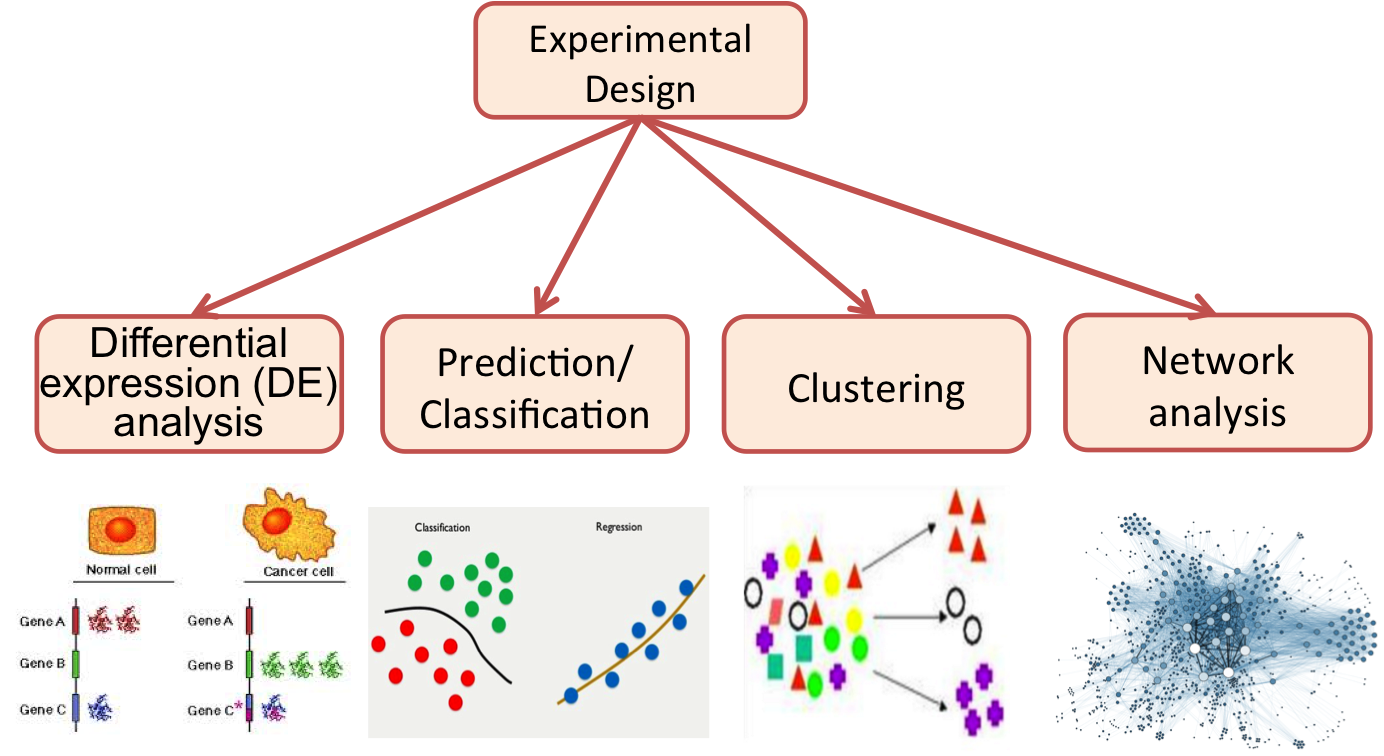 Experimental
Design
Differential
expression (DE)
analysis
Prediction/
Classification
Clustering
Network
analysis
Normal cell
Cancer cell
Gene A
Gene B
Gene C
Gene A
Gene B
Gene C*
Classification
Regression